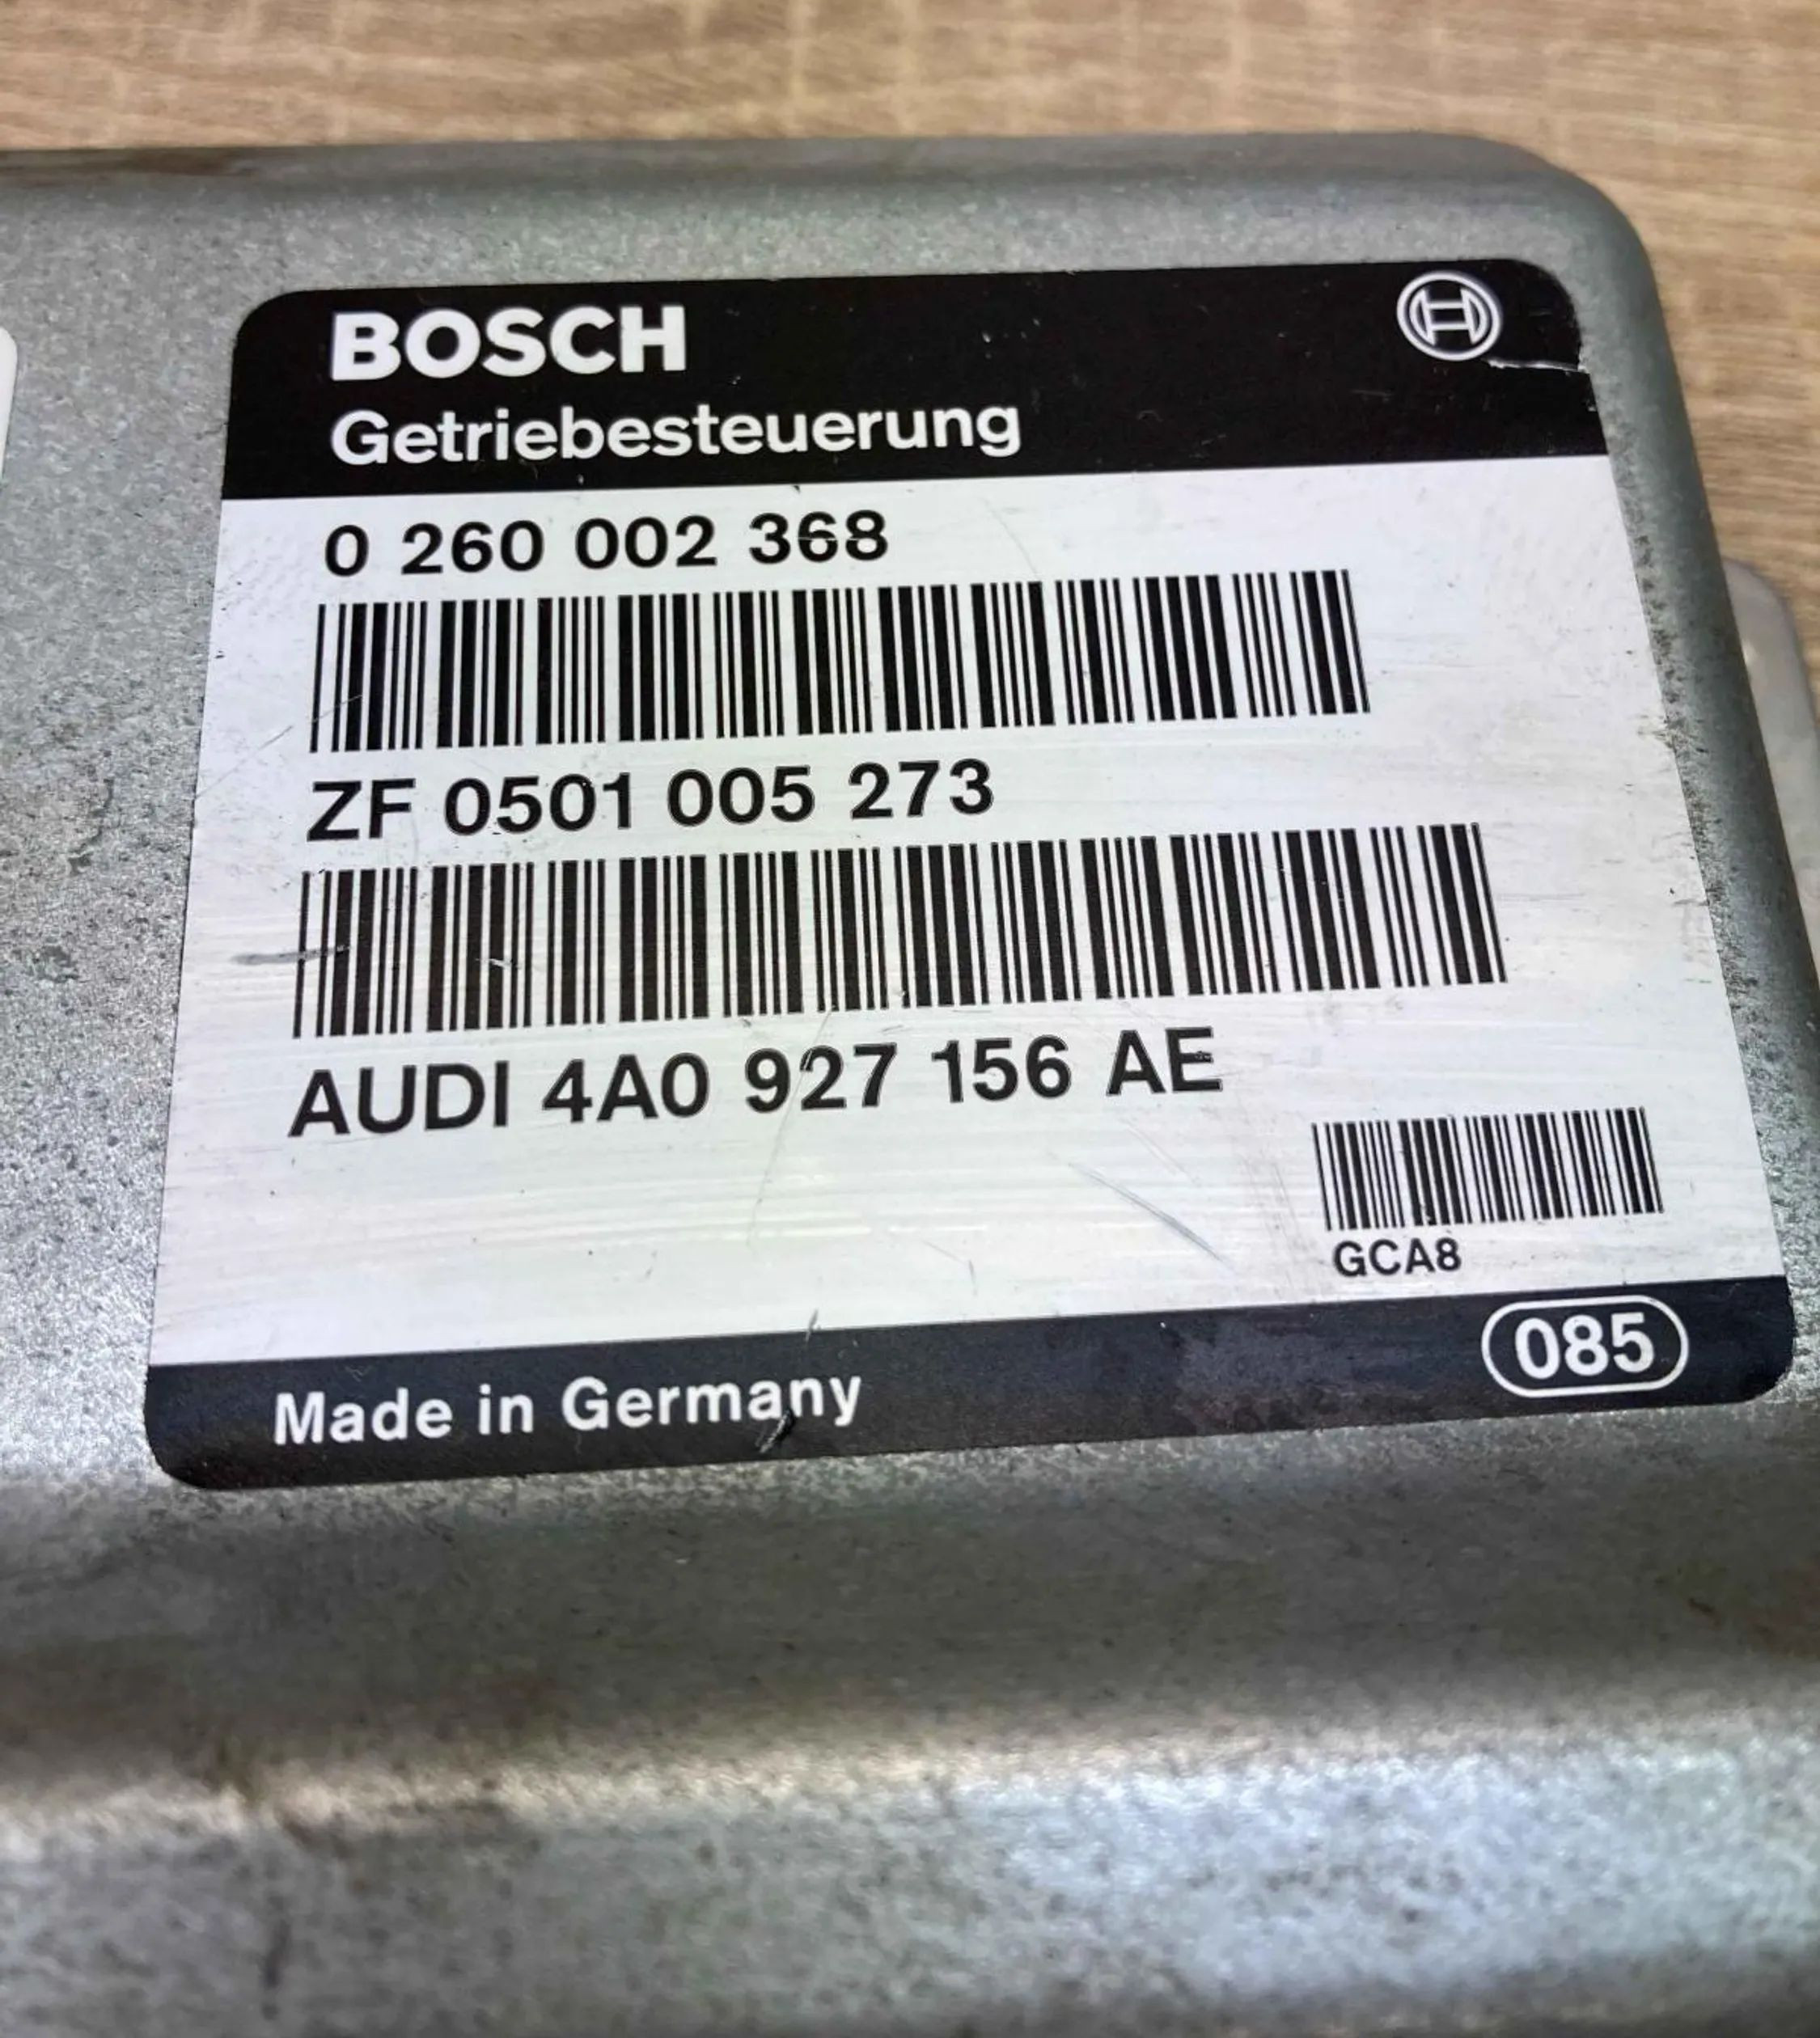 BOSCH
Getriebesteuerung
0 260 002 368
ZF 0501 005 273
AUDI 4A0 927 156 AE
GCA8
085
Made in Germany